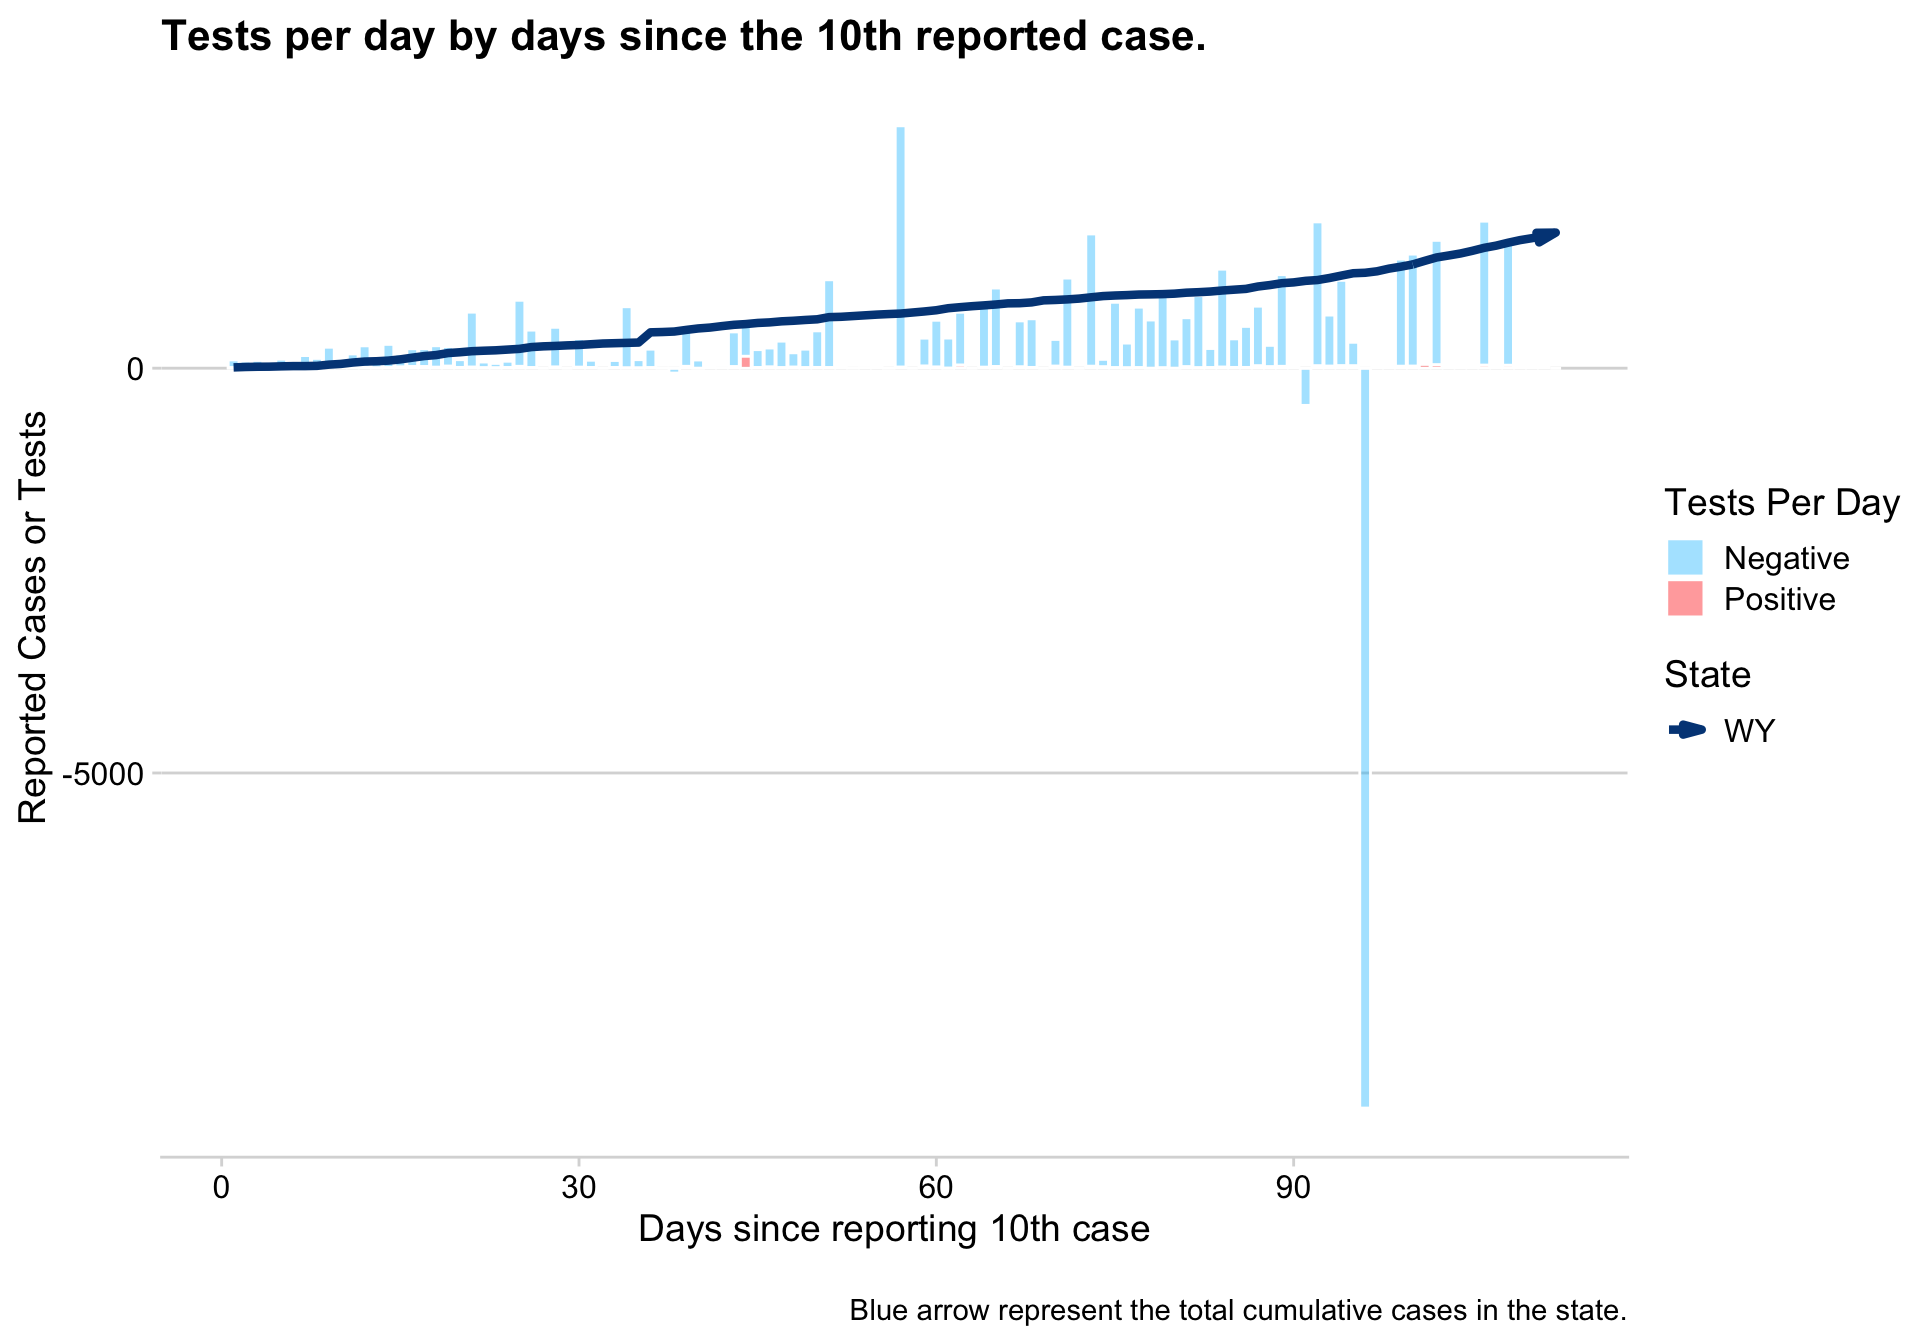 Tests per day by days since the 10th reported case.
0
-5000
Reported Cases or Tests
0 30 60 90
Days since reporting 10th case
Tests Per Day
Negative
Positive
State
WY
Blue arrow represent the total cumulative cases in the state.